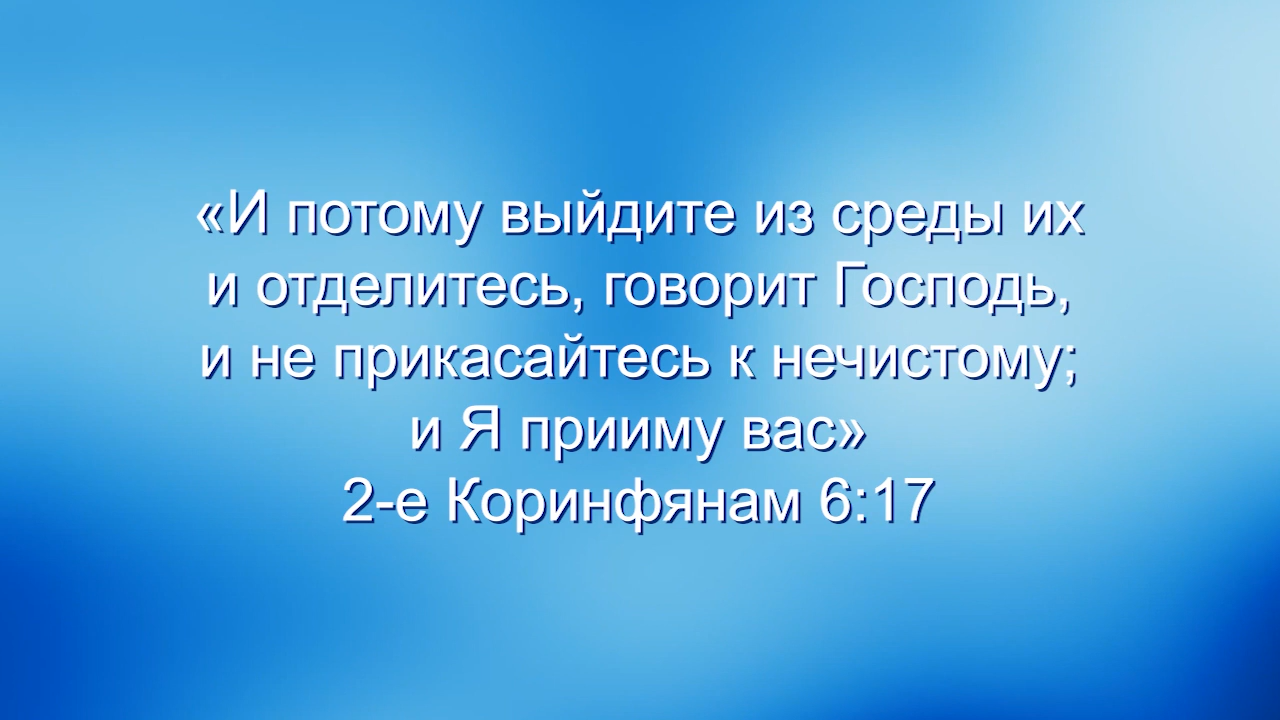 «И потому выйдите из среды их
и отделитесь, говорит Господь,
и не прикасайтесь к нечистому;
и Я прииму вас»
2-е Коринфянам 6:17